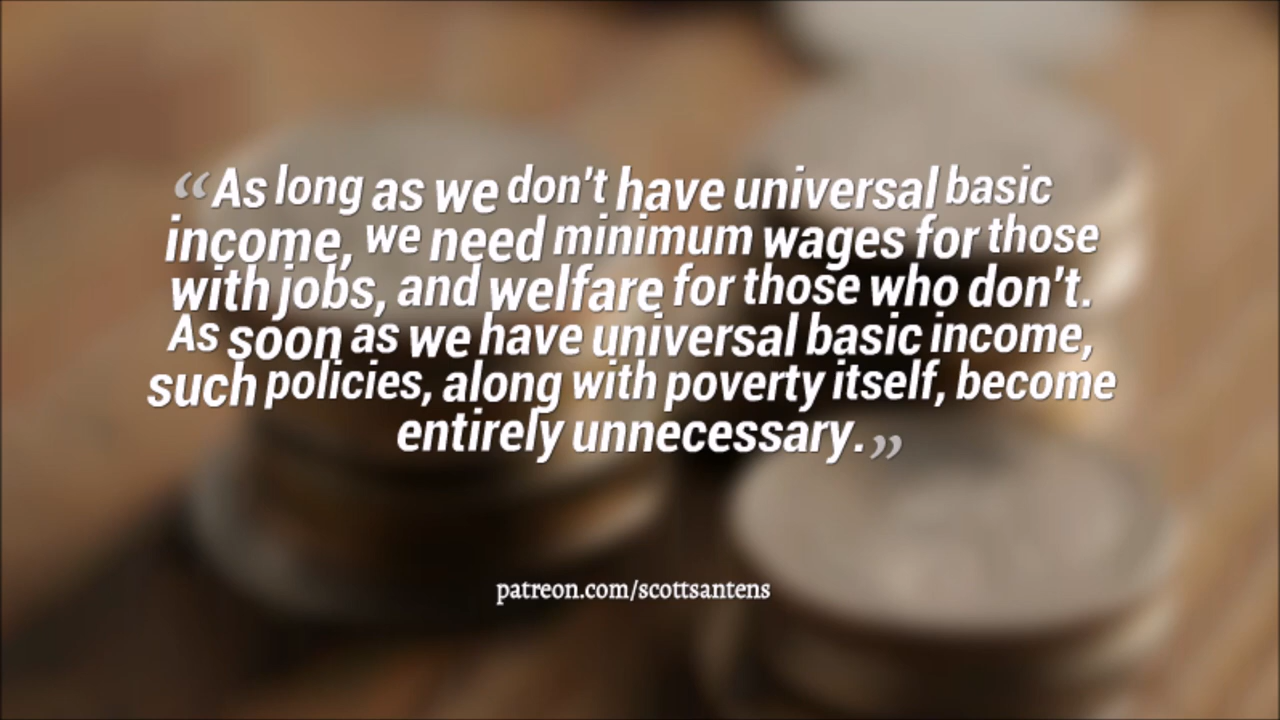 “As long as we don't have universal basic
income, we need minimum wages for those
with jobs, and welfare for those who don't.
As soon as we have universal basic income,
such policies, along with poverty itself, become
entirely unnecessary.”
patreon.com/scottsantens